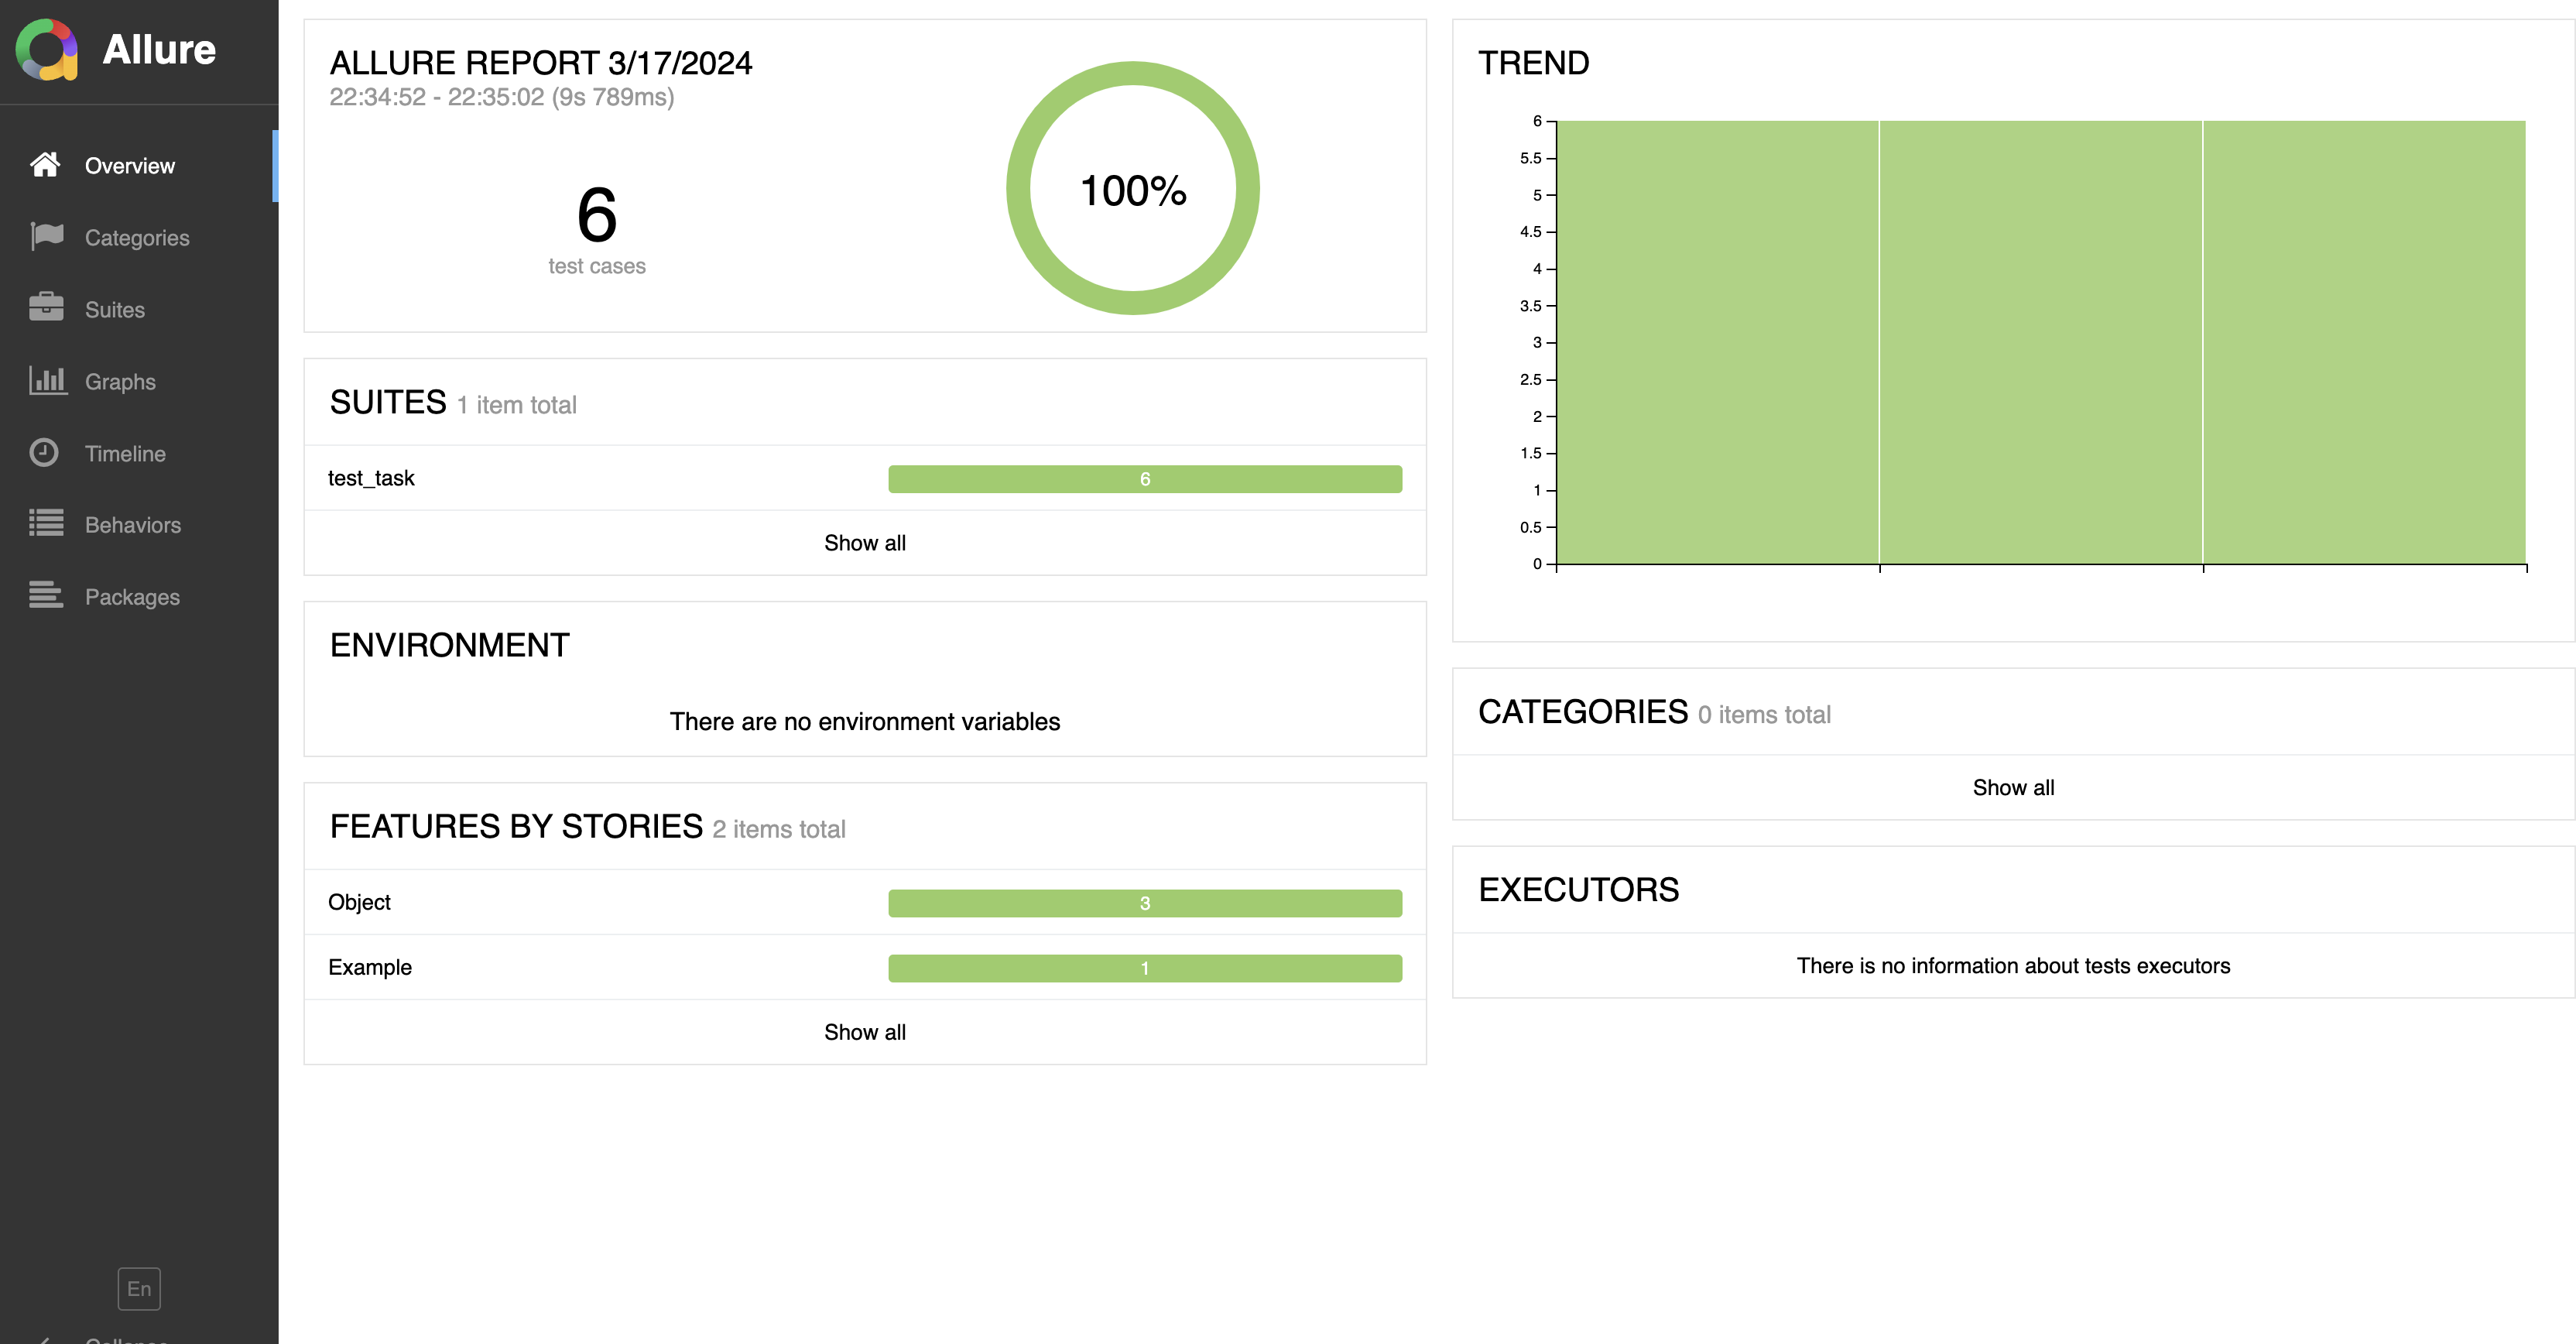 Allure
Overview
Categories
Suites
Graphs
Timeline
Behaviors
Packages
En
Collapse
ALLURE REPORT 3/17/2024
22:34:52 - 22:35:02 (9s 789ms)
6
test cases
100%
SUITES 1 item total
test_task 6
Show all
ENVIRONMENT
There are no environment variables
FEATURES BY STORIES 2 items total
Object 3
Example 1
Show all
TREND
6
5.5
5
4.5
4
3.5
3
2.5
2
1.5
1
0.5
0
CATEGORIES 0 items total
Show all
EXECUTORS
There is no information about tests executors